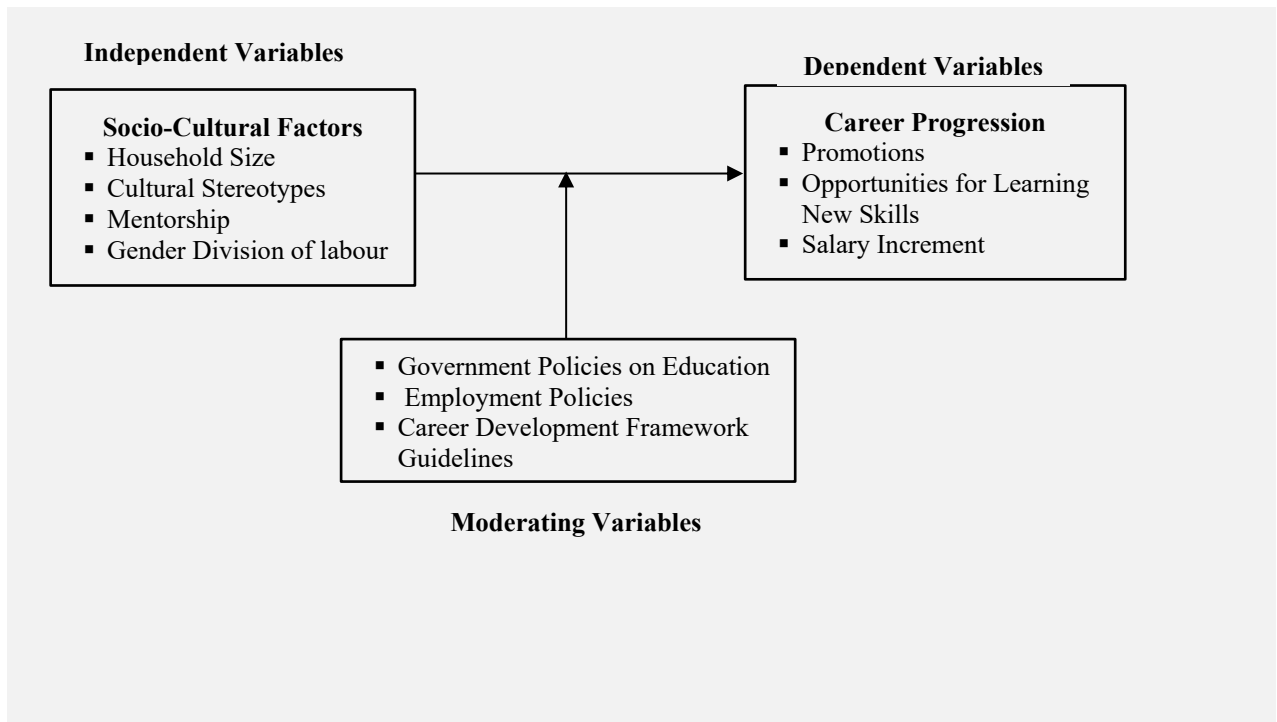 Independent Variables
Socio-Cultural Factors
▪ Household Size
▪ Cultural Stereotypes
▪ Mentorship
▪ Gender Division of labour
Dependent Variables
Career Progression
▪ Promotions
▪ Opportunities for Learning
New Skills
▪ Salary Increment
▪ Government Policies on Education
▪ Employment Policies
▪ Career Development Framework
Guidelines
Moderating Variables